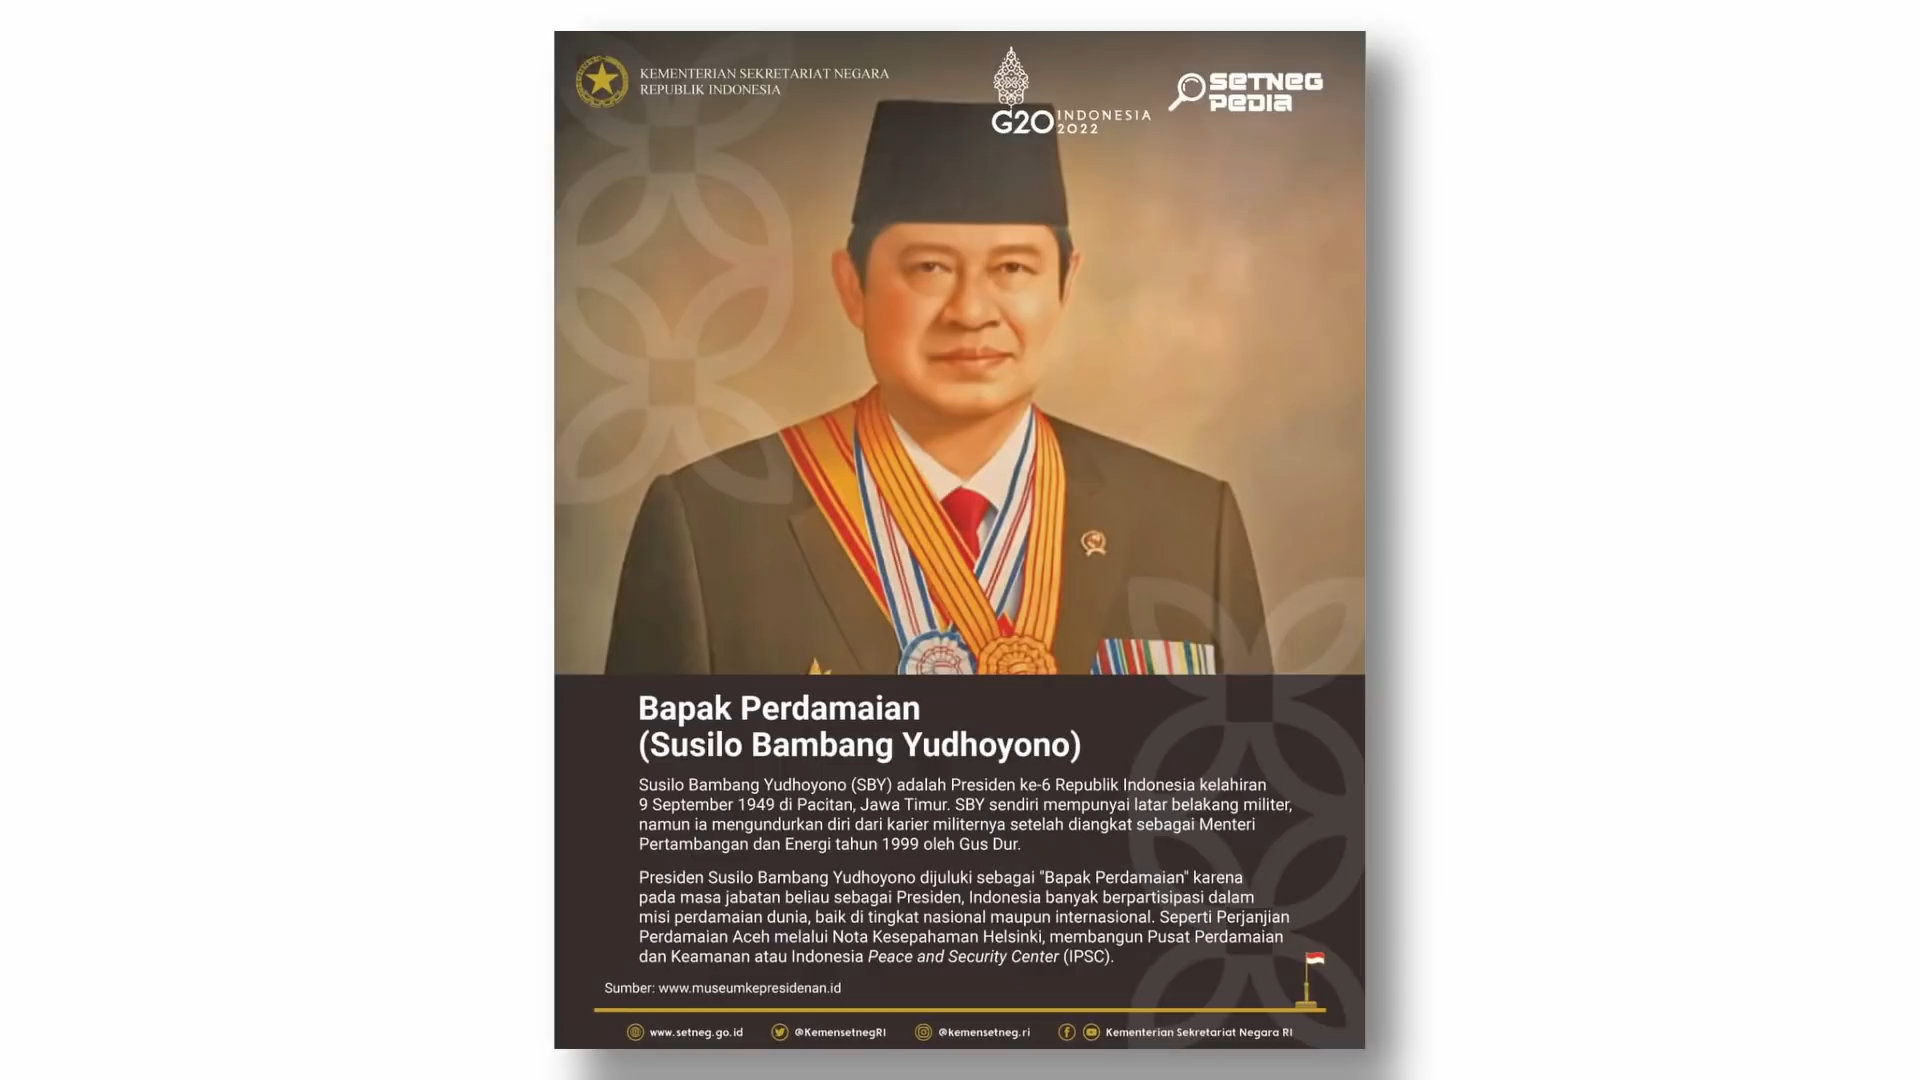 KEMENTERIAN SEKRETARIAT NEGARA
REPUBLIK INDONESIA
G20 INDONESIA
2022
SETNEG
PEDIA
Bapak Perdamaian
(Susilo Bambang Yudhoyono)
Susilo Bambang Yudhoyono (SBY) adalah Presiden ke-6 Republik Indonesia kelahiran
9 September 1949 di Pacitan, Jawa Timur. SBY sendiri mempunyai latar belakang militer,
namun ia mengundurkan diri dari karier militernya setelah diangkat sebagai Menteri
Pertambangan dan Energi tahun 1999 oleh Gus Dur.
Presiden Susilo Bambang Yudhoyono dijuluki sebagai "Bapak Perdamaian" karena
pada masa jabatan beliau sebagai Presiden, Indonesia banyak berpartisipasi dalam
misi perdamaian dunia, baik di tingkat nasional maupun internasional. Seperti Perjanjian
Perdamaian Aceh melalui Nota Kesepahaman Helsinki, membangun Pusat Perdamaian
dan Keamanan atau Indonesia Peace and Security Center (IPSC).
Sumber: www.museumkepresidenan.id
www.setneg.go.id @KemensetnegRI @kemensetneg.ri Kementerian Sekretariat Negara RI